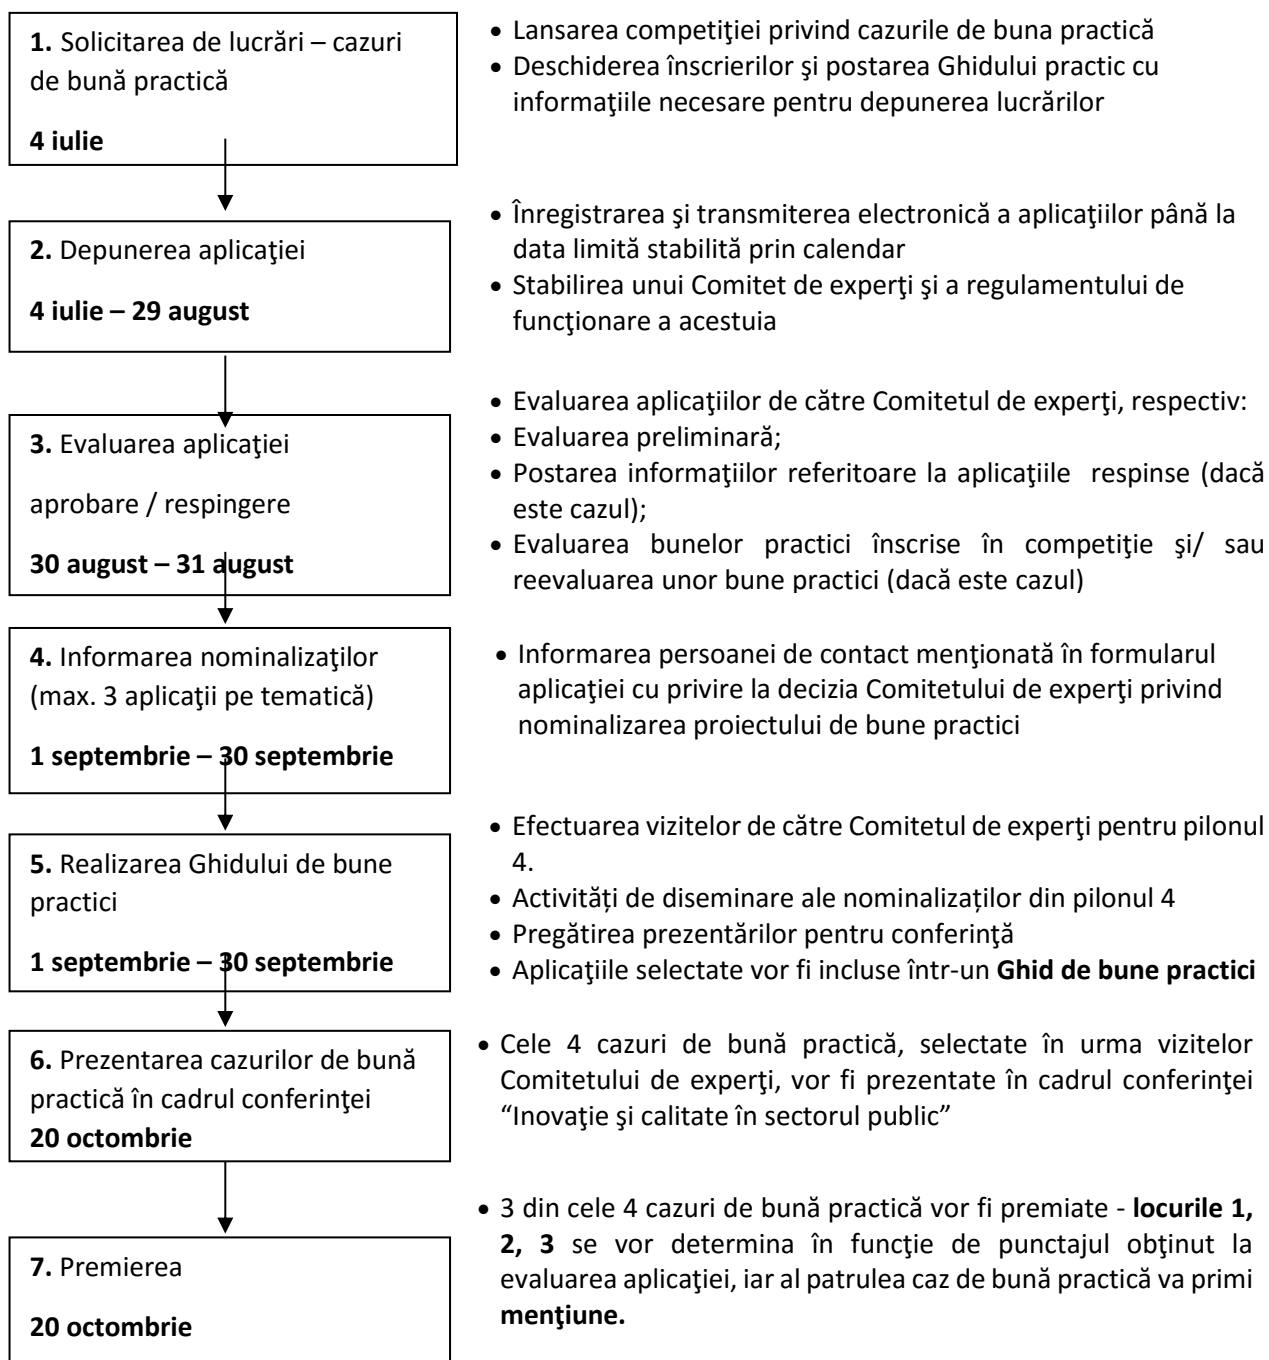 1. Solicitarea de lucrări – cazuri
de bună practică
4 iulie
• Lansarea competiţiei privind cazurile de buna practică
• Deschiderea înscrierilor şi postarea Ghidului practic cu
informaţiile necesare pentru depunerea lucrărilor
2. Depunerea aplicaţiei
4 iulie – 29 august
• Înregistrarea şi transmiterea electronică a aplicaţiilor până la
data limită stabilită prin calendar
• Stabilirea unui Comitet de experţi şi a regulamentului de
funcţionare a acestuia
3. Evaluarea aplicaţiei
aprobare / respingere
30 august – 31 august
• Evaluarea aplicaţiilor de către Comitetul de experţi, respectiv:
• Evaluarea preliminară;
• Postarea informaţiilor referitoare la aplicaţiile respinse (dacă
este cazul);
• Evaluarea bunelor practici înscrise în competiţie şi/ sau
reevaluarea unor bune practici (dacă este cazul)
4. Informarea nominalizaţilor
(max. 3 aplicaţii pe tematică)
1 septembrie – 30 septembrie
• Informarea persoanei de contact menţionată în formularul
aplicaţiei cu privire la decizia Comitetului de experţi privind
nominalizarea proiectului de bune practici
5. Realizarea Ghidului de bune
practici
1 septembrie – 30 septembrie
• Efectuarea vizitelor de către Comitetul de experţi pentru pilonul
4.
• Activități de diseminare ale nominalizaților din pilonul 4
• Pregătirea prezentărilor pentru conferinţă
• Aplicaţiile selectate vor fi incluse într-un Ghid de bune practici
6. Prezentarea cazurilor de bună
practică în cadrul conferinţei
20 octombrie
• Cele 4 cazuri de bună practică, selectate în urma vizitelor
Comitetului de experţi, vor fi prezentate în cadrul conferinţei
“Inovaţie şi calitate în sectorul public”
7. Premierea
20 octombrie
• 3 din cele 4 cazuri de bună practică vor fi premiate - locurile 1,
2, 3 se vor determina în funcţie de punctajul obţinut la
evaluarea aplicaţiei, iar al patrulea caz de bună practică va primi
menţiune.